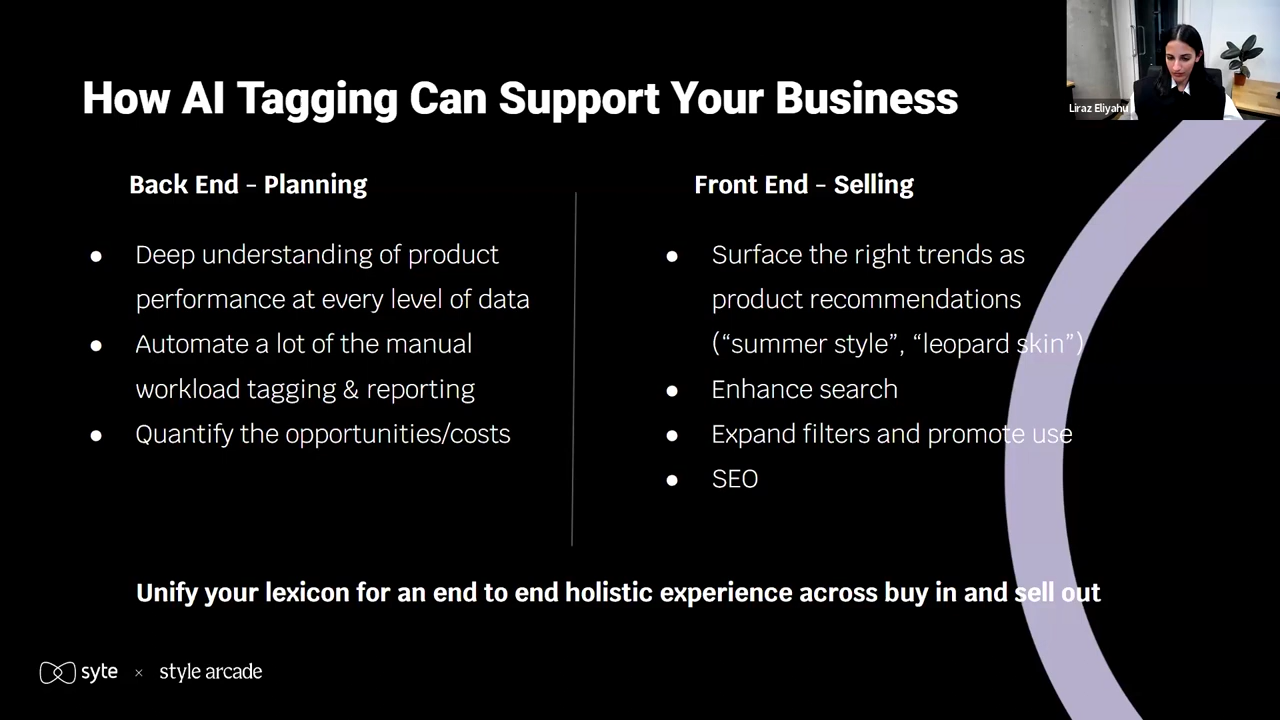 How AI Tagging Can Support Your Business
Liraz Eliyahu
Back End - Planning
• Deep understanding of product
performance at every level of data
• Automate a lot of the manual
workload tagging & reporting
• Quantify the opportunities/costs
Front End - Selling
• Surface the right trends as
product recommendations
(“summer style”, “leopard skin”)
• Enhance search
• Expand filters and promote use
• SEO
Unify your lexicon for an end to end holistic experience across buy in and sell out
syte × style arcade